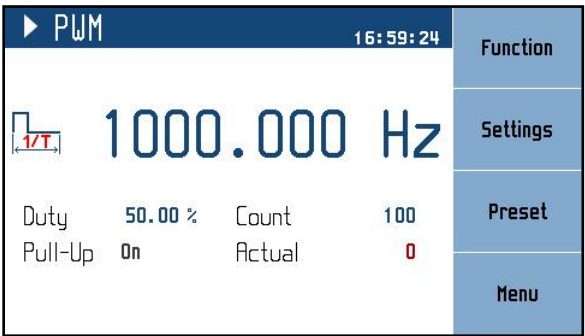 PWM 16:59:24
Function
1/T 1000.000 Hz
Settings
Duty 50.00 % Count 100
Preset
Pull-Up On Actual 0
Menu